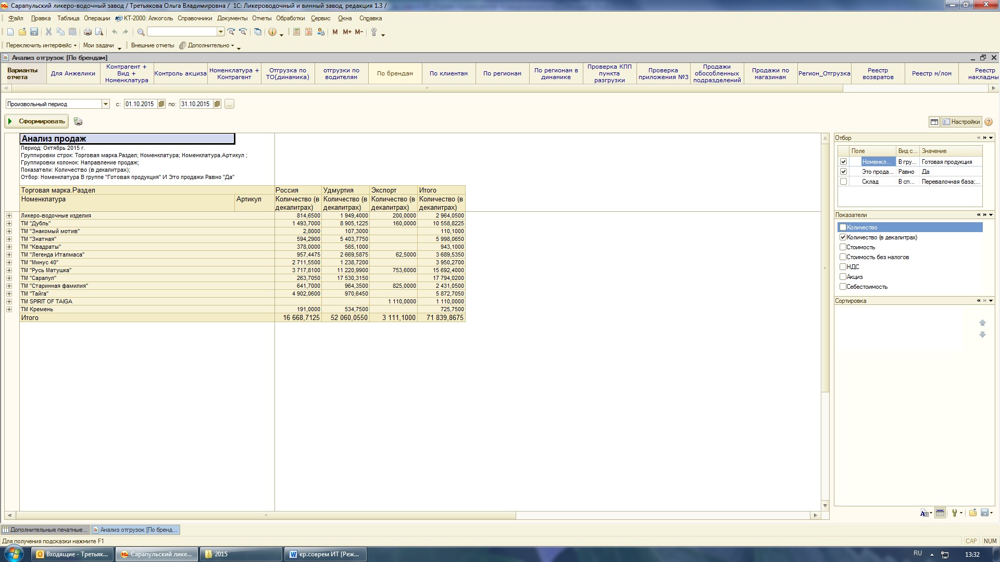 Сарапульский ликеро-водочный завод / Третьякова Ольга Владимировна / 1С: Ликероводочный и винный завод, редакция 1.3 /
Файл Правка Таблица Операции КТ-2000: Алкоголь Справочники Документы Отчеты Обработки Сервис Окна Справка
M M+ M-
Переключить интерфейс Мои задачи Внешние отчеты Дополнительно
Анализ отгрузок [По брендам]
Варианты отчета
Для Анжелики
Контрагент + Вид + Номенклатура
Контроль акциза
Номенклатура + Контрагент
Отгрузка по ТО(динамика)
отгрузки по водителям
По брендам
По клиентам
По регионам
По регионам в динамике
Проверка КПП пункта разгрузки
Проверка приложения №3
Продажи обособленных подразделений
Продажи по магазинам
Регион_Отгрузка
Реестр возвратов
Реестр м/лом
Реестр накладны
Произвольный период с: 01.10.2015 по: 31.10.2015 ...
Сформировать
Настройки
Анализ продаж
Период: Октябрь 2015 г.
Группировки строк: Торговая марка.Раздел; Номенклатура; Номенклатура.Артикул ;
Группировки колонок: Направление продаж;
Показатели: Количество (в декалитрах);
Отбор: Номенклатура В группе "Готовая продукция" И Это продажи Равно "Да"
Торговая марка.Раздел Россия Удмуртия Экспорт Итого
Номенклатура Артикул Количество (в декалитрах) Количество (в декалитрах) Количество (в декалитрах) Количество (в декалитрах)
Ликеро-водочные изделия 814,6500 1 949,4000 200,0000 2 964,0500
ТМ "Дубль" 1 493,7000 8 905,1225 160,0000 10 558,8225
ТМ "Знакомый мотив" 2,8000 107,3000 110,1000
ТМ "Знатная" 594,2900 5 403,7750 5 998,0650
ТМ "Квадраты" 378,0000 565,1000 943,1000
ТМ "Легенда Италмаса" 957,4475 2 669,5875 62,5000 3 689,5350
ТМ "Минус 40" 2 711,5500 1 238,7200 3 950,2700
ТМ "Русь Матушка" 3 717,8100 11 220,9900 753,6000 15 692,4000
ТМ "Сарапул" 263,7050 17 530,3150 17 794,0200
ТМ "Старинная фамилия" 641,7000 964,3500 825,0000 2 431,0500
ТМ "Тайга" 4 902,0600 970,6450 5 872,7050
ТМ SPIRIT OF TAIGA 1 110,0000 1 110,0000
ТМ Кремень 191,0000 534,7500 725,7500
Итого 16 668,7125 52 060,0550 3 111,1000 71 839,8675
Отбор
Поле Вид с... Значение
Номенкл... В гру... Готовая продукция
Это прода... Равно Да
Склад В сп... Перевалочная база;...
Показатели
Количество
Количество (в декалитрах)
Стоимость
Стоимость без налогов
НДС
Акциз
Себестоимость
Сортировка
Дополнительные печатные... Анализ отгрузок [По бренд...
Для получения подсказки нажмите F1 CAP NUM
Входящие - Третьяк... Сарапульский лике... 2015 кр.соврем ИТ [Реж... RU 13:32